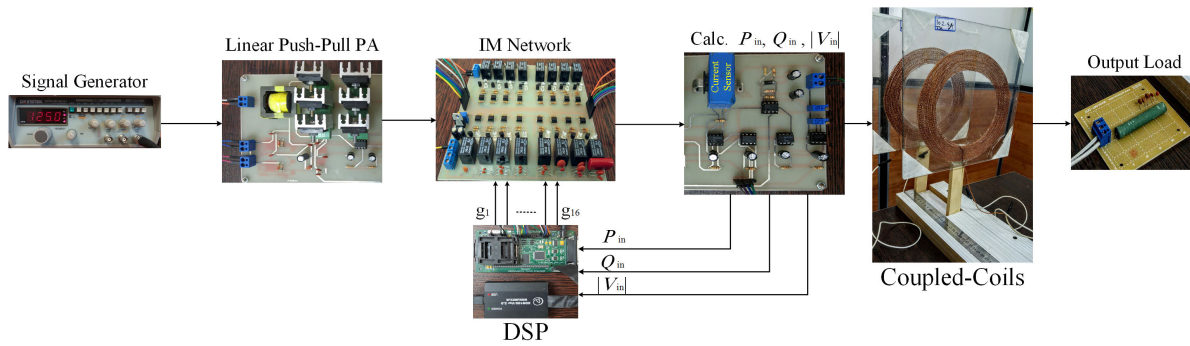 Signal Generator
1250
Linear Push-Pull PA
IM Network
Calc. P in, Q in, |V in|
Current
Sensor
Coupled-Coils
Output Load
g1
......
g16
P in
Q in
|V in|
DSP